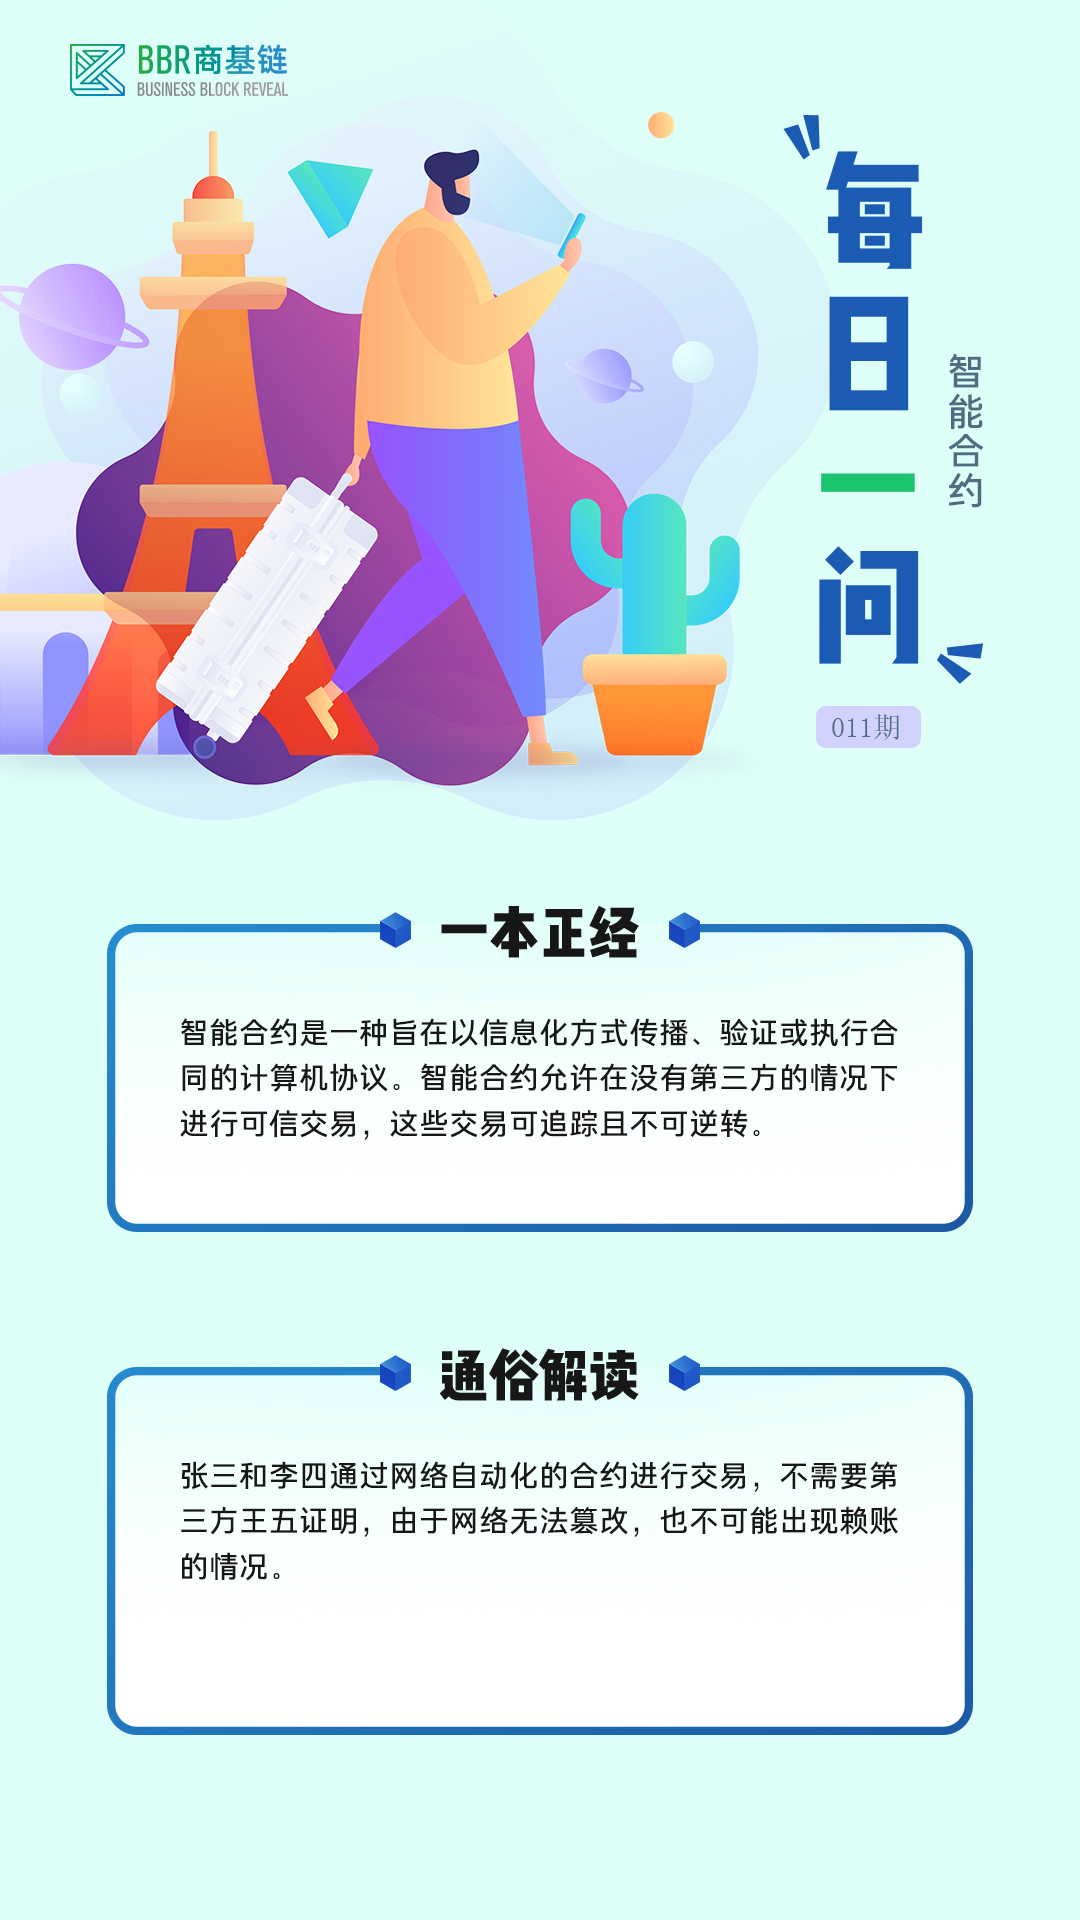 BBR商基链
BUSINESS BLOCK REVEAL
每日一问
智能合约
011期
一本正经
智能合约是一种旨在以信息化方式传播、验证或执行合
同的计算机协议。智能合约允许在没有第三方的情况下
进行可信交易，这些交易可追踪且不可逆转。
通俗解读
张三和李四通过网络自动化的合约进行交易，不需要第
三方王五证明，由于网络无法篡改，也不可能出现赖账
的情况。